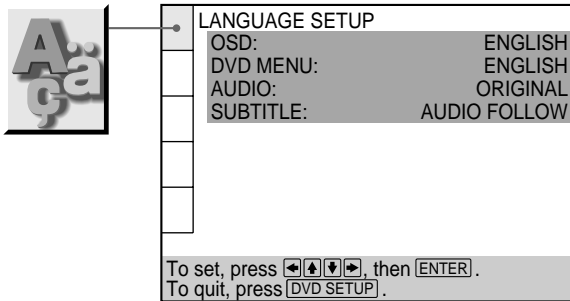 Aäç
LANGUAGE SETUP
OSD: ENGLISH
DVD MENU: ENGLISH
AUDIO: ORIGINAL
SUBTITLE: AUDIO FOLLOW
To set, press ←↑↓→, then ENTER.
To quit, press DVD SETUP.